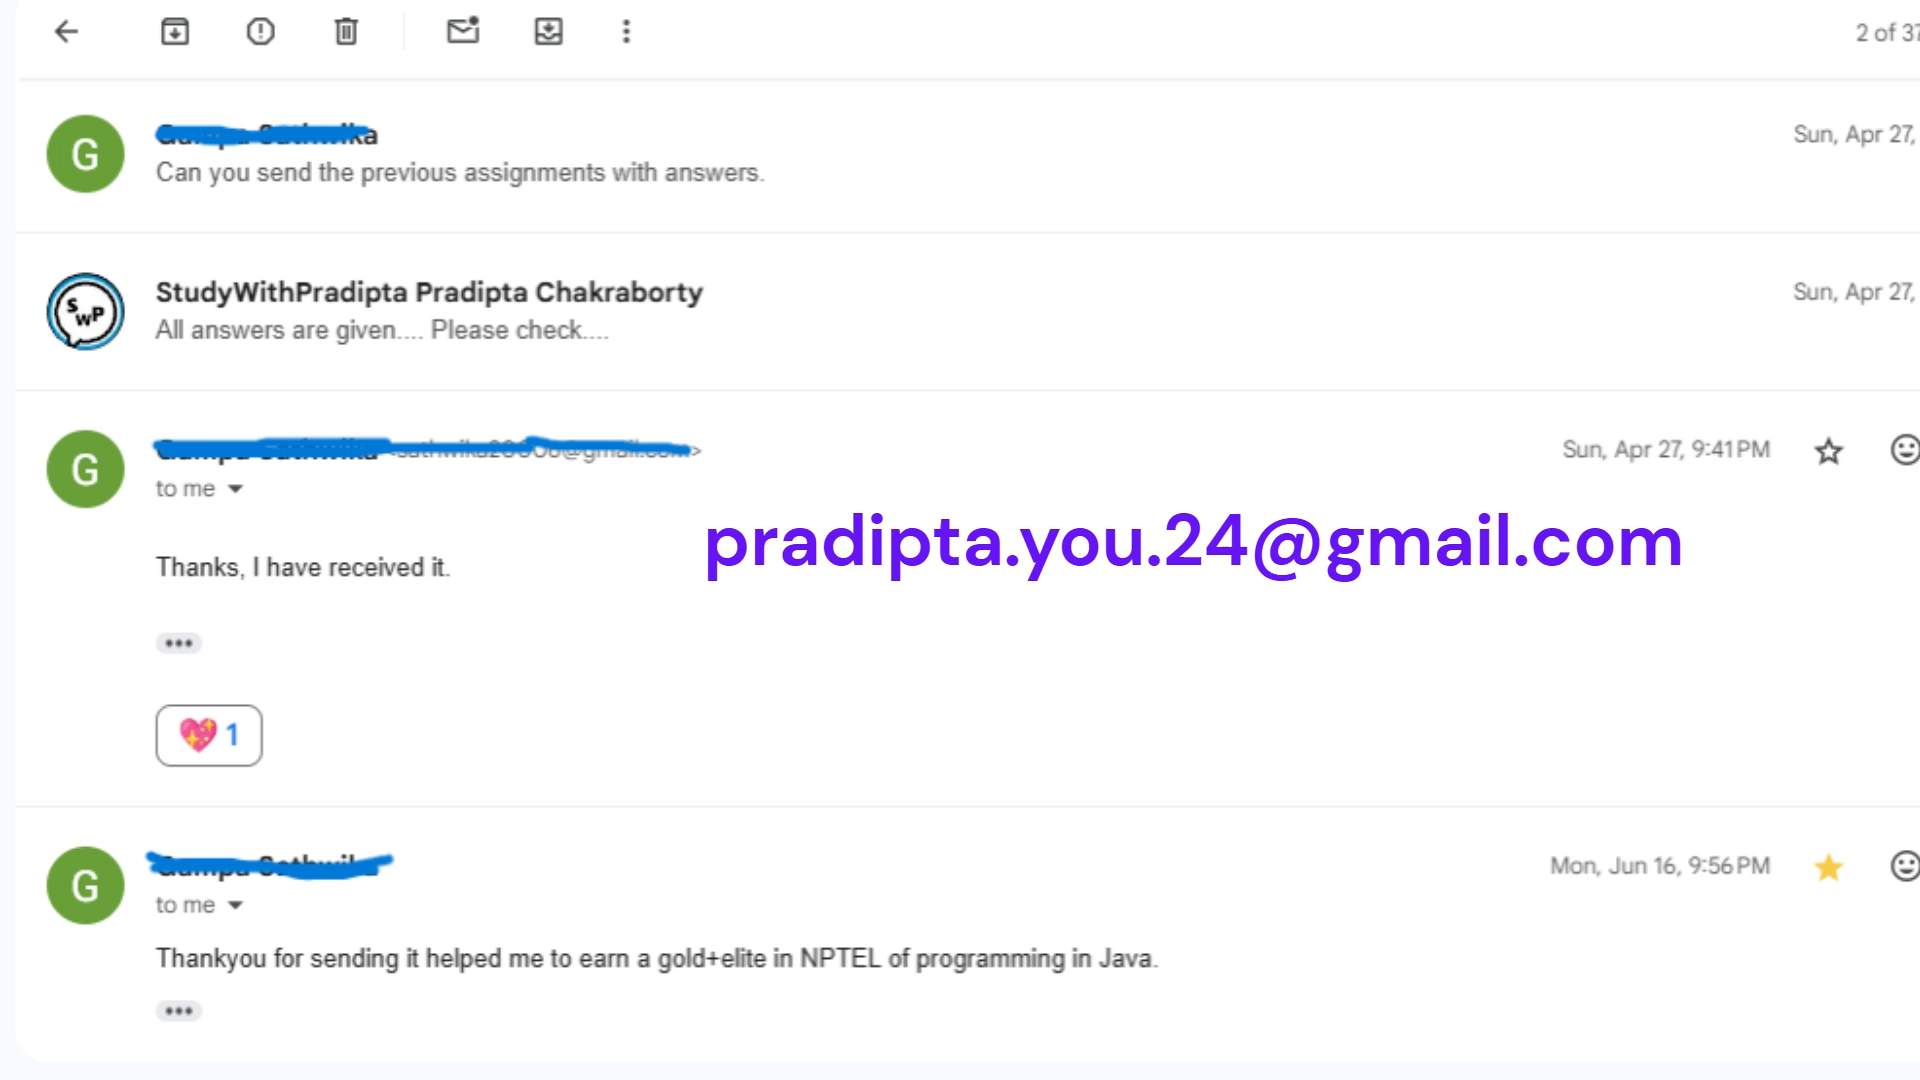 2 of 37
G
Sun, Apr 27,
Can you send the previous assignments with answers.
SWP
StudyWithPradipta Pradipta Chakraborty
Sun, Apr 27,
All answers are given.... Please check....
G
Sun, Apr 27, 9:41 PM
to me
pradipta.you.24@gmail.com
Thanks, I have received it.
1
G
Mon, Jun 16, 9:56 PM
to me
Thankyou for sending it helped me to earn a gold+elite in NPTEL of programming in Java.